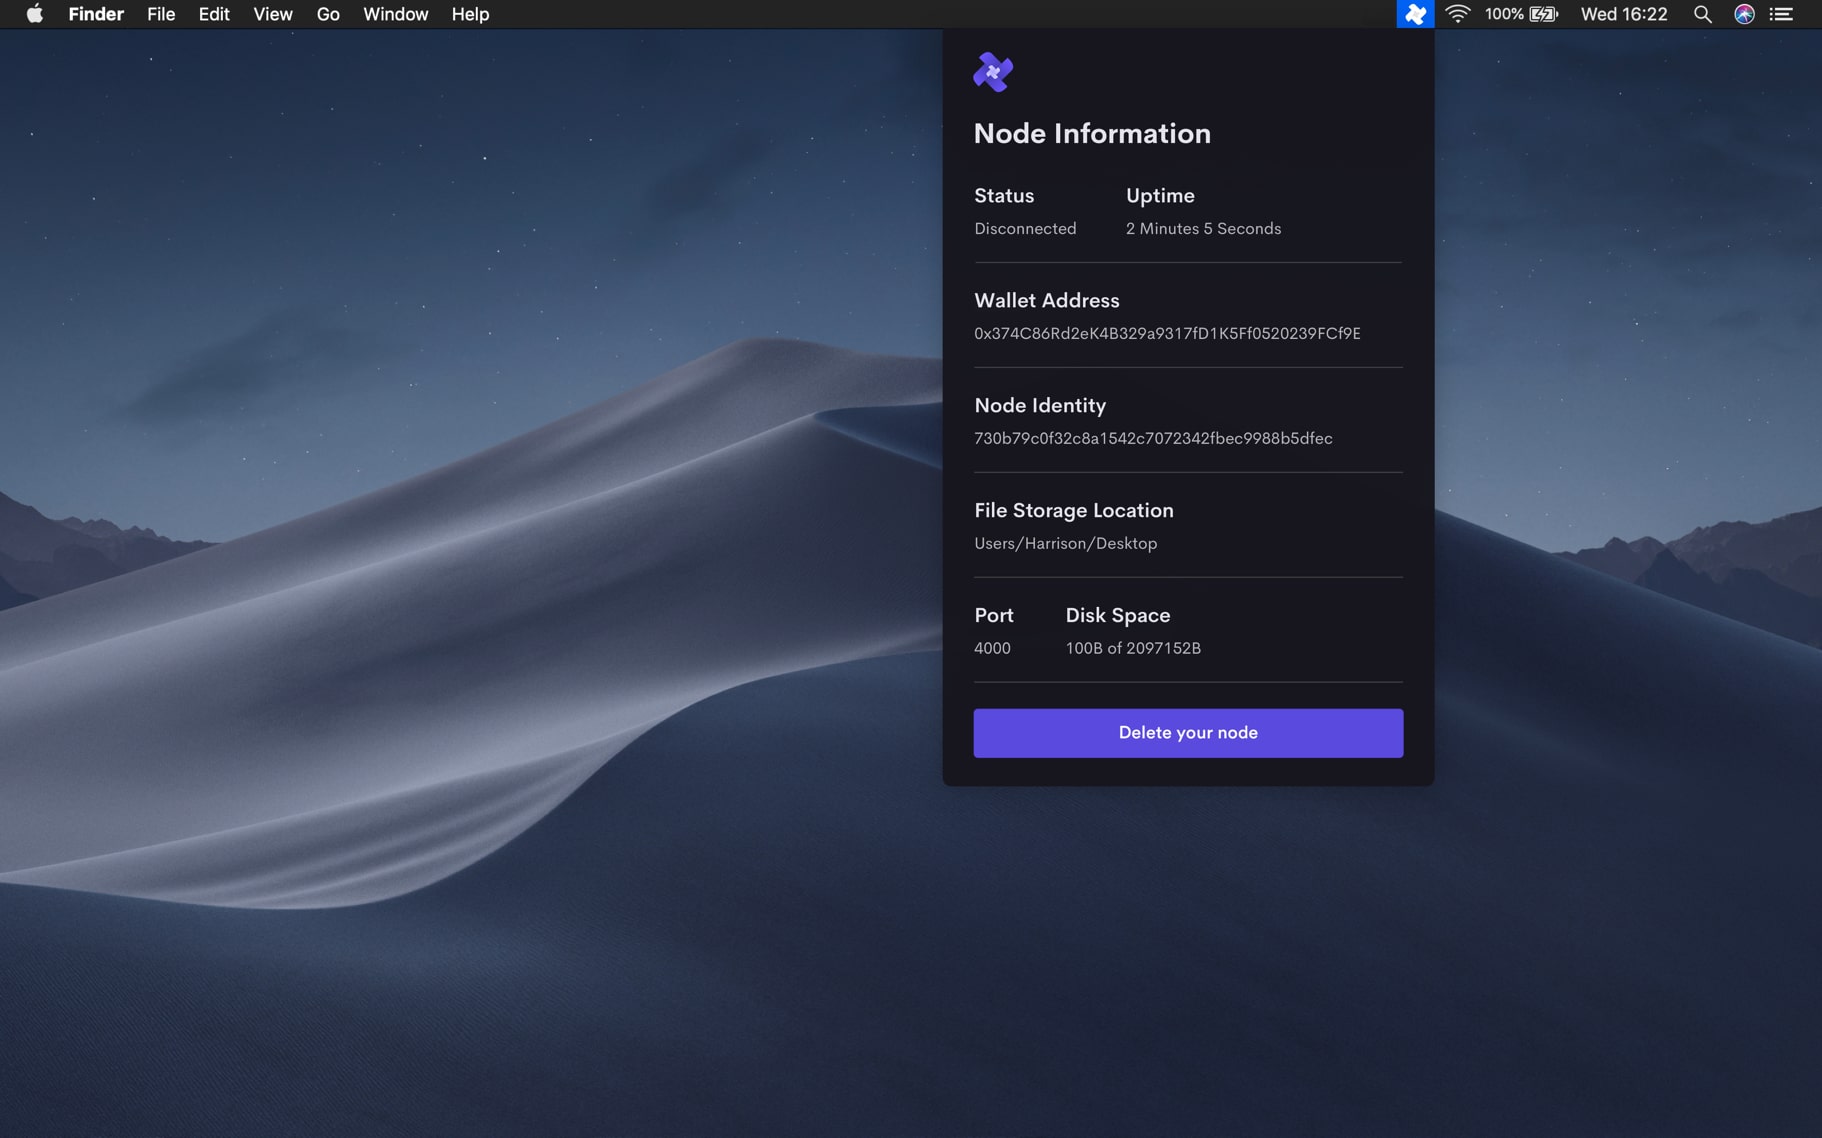 Finder File Edit View Go Window Help 100% Wed 16:22
Node Information
Status Uptime
Disconnected 2 Minutes 5 Seconds
Wallet Address
0x374C86Rd2eK4B329a9317fD1K5Ff0520239FCf9E
Node Identity
730b79c0f32c8a1542c7072342fbec9988b5dfec
File Storage Location
Users/Harrison/Desktop
Port Disk Space
4000 100B of 2097152B
Delete your node